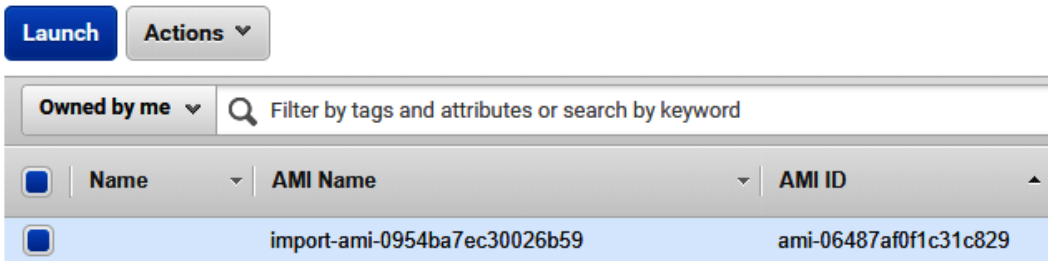 Launch Actions
Owned by me Filter by tags and attributes or search by keyword
Name AMI Name AMI ID
import-ami-0954ba7ec30026b59 ami-06487af0f1c31c829